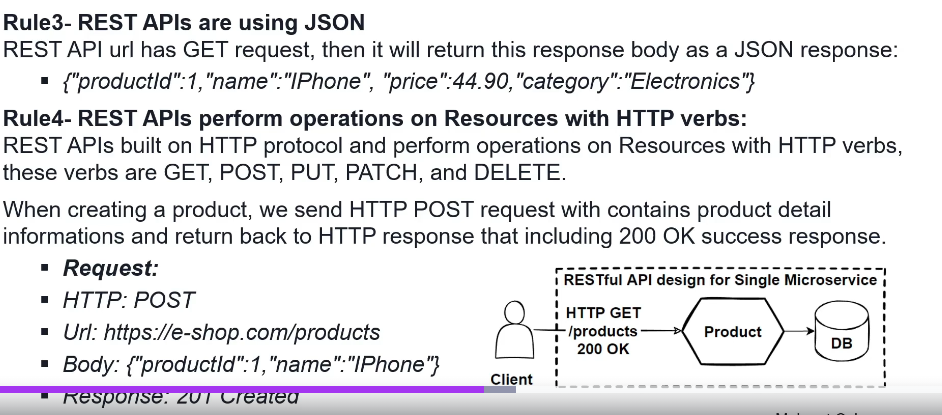 Rule3- REST APIs are using JSON
REST API url has GET request, then it will return this response body as a JSON response:
▪ {"productId":1,"name":"IPhone", "price":44.90,"category":"Electronics"}
Rule4- REST APIs perform operations on Resources with HTTP verbs:
REST APIs built on HTTP protocol and perform operations on Resources with HTTP verbs,
these verbs are GET, POST, PUT, PATCH, and DELETE.
When creating a product, we send HTTP POST request with contains product detail
informations and return back to HTTP response that including 200 OK success response.
▪ Request:
▪ HTTP: POST
▪ Url: https://e-shop.com/products
▪ Body: {"productId":1,"name":"IPhone"}
▪ Response: 201 Created
RESTful API design for Single Microservice
HTTP GET
/products
200 OK
Product
DB
Client